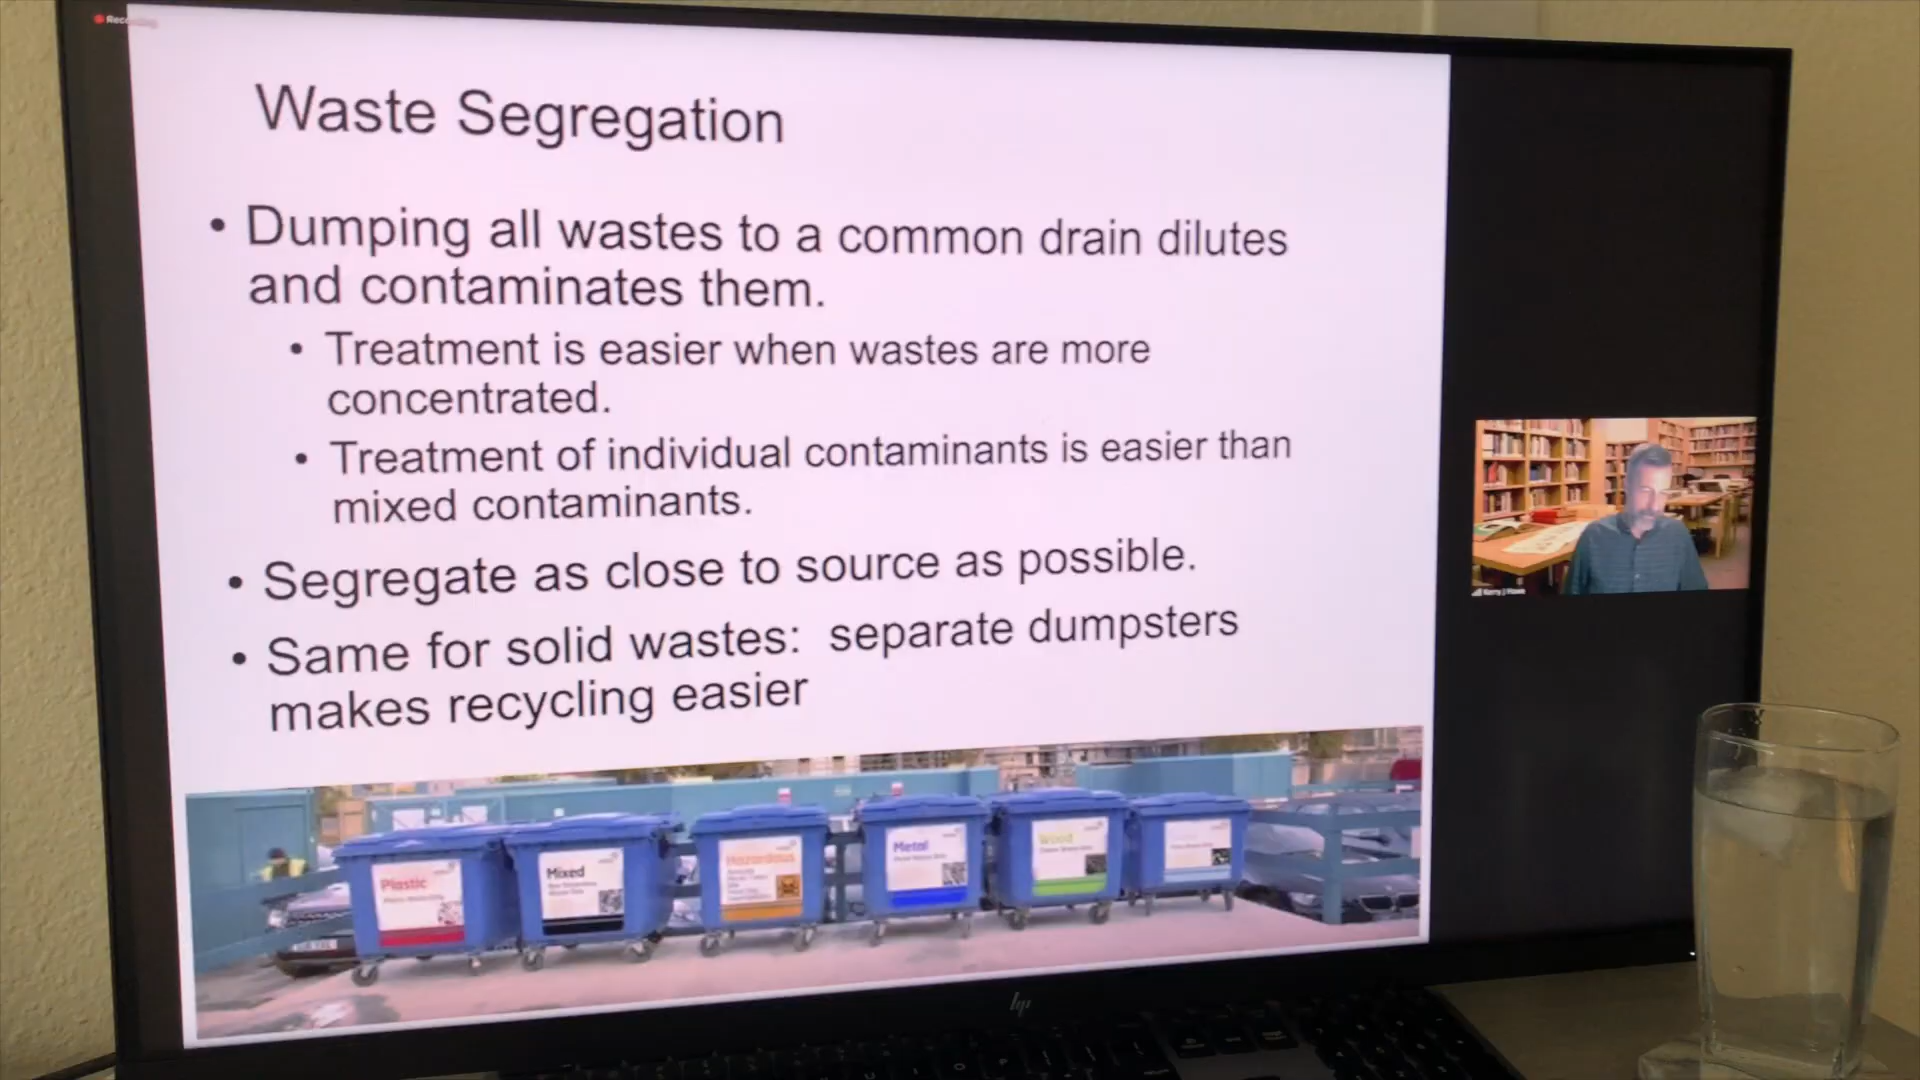 Waste Segregation
• Dumping all wastes to a common drain dilutes
and contaminates them.
• Treatment is easier when wastes are more
concentrated.
• Treatment of individual contaminants is easier than
mixed contaminants.
• Segregate as close to source as possible.
• Same for solid wastes: separate dumpsters
makes recycling easier
Plastic
Mixed
Hazardous
Metal
Wood
hp